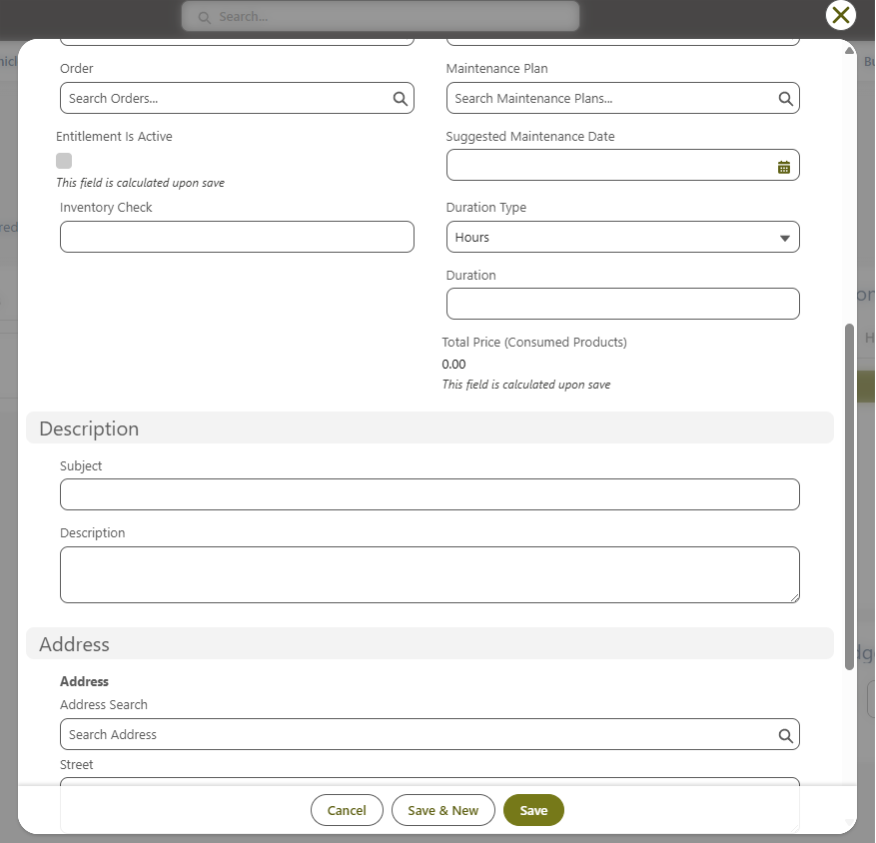 Search...
Order
Search Orders...
Entitlement Is Active
This field is calculated upon save
Inventory Check
Maintenance Plan
Search Maintenance Plans...
Suggested Maintenance Date
Duration Type
Hours
Duration
Total Price (Consumed Products)
0.00
This field is calculated upon save
Description
Subject
Description
Address
Address
Address Search
Search Address
Street
Cancel
Save & New
Save